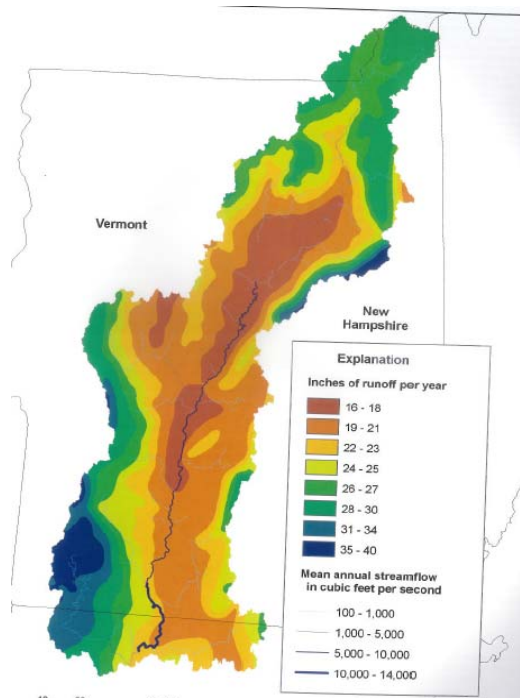 Vermont
New
Hampshire
Explanation
Inches of runoff per year
16 - 18
19 - 21
22 - 23
24 - 25
26 - 27
28 - 30
31 - 34
35 - 40
Mean annual streamflow
in cubic feet per second
100 - 1,000
1,000 - 5,000
5,000 - 10,000
10,000 - 14,000